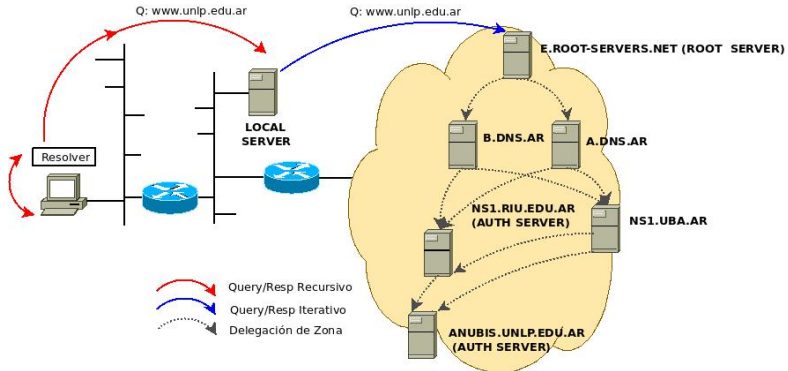 Q: www.unlp.edu.ar
Q: www.unlp.edu.ar
E.ROOT-SERVERS.NET (ROOT SERVER)
LOCAL
SERVER
B.DNS.AR
A.DNS.AR
Resolver
NS1.RIU.EDU.AR
(AUTH SERVER)
NS1.UBA.AR
Query/Resp Recursivo
Query/Resp Iterativo
Delegación de Zona
ANUBIS.UNLP.EDU.AR
(AUTH SERVER)